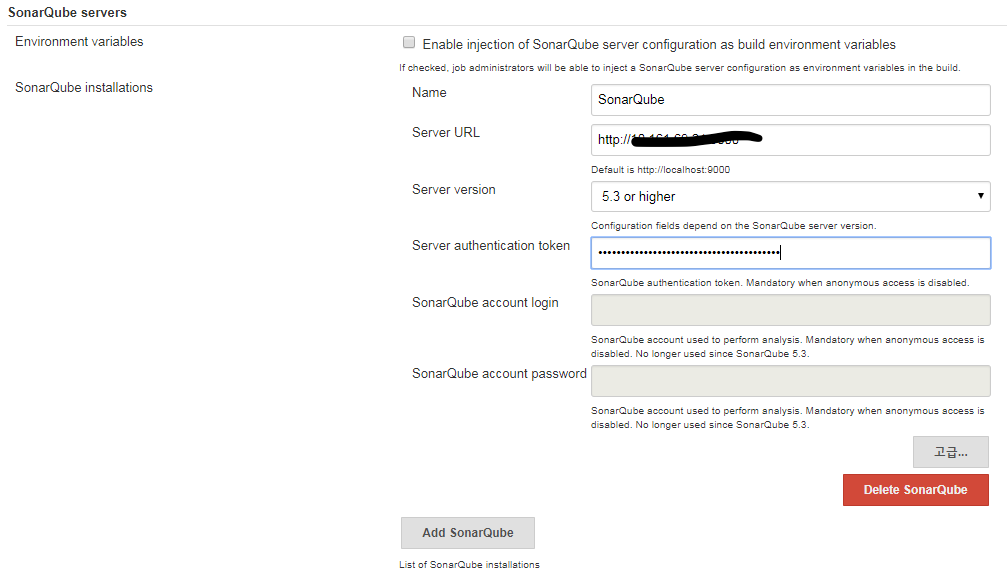 SonarQube servers
Environment variables
Enable injection of SonarQube server configuration as build environment variables
If checked, job administrators will be able to inject a SonarQube server configuration as environment variables in the build.
SonarQube installations
Name
SonarQube
Server URL
http://
Default is http://localhost:9000
Server version
5.3 or higher
Configuration fields depend on the SonarQube server version.
Server authentication token
SonarQube authentication token. Mandatory when anonymous access is disabled.
SonarQube account login
SonarQube account used to perform analysis. Mandatory when anonymous access is
disabled. No longer used since SonarQube 5.3.
SonarQube account password
SonarQube account used to perform analysis. Mandatory when anonymous access is
disabled. No longer used since SonarQube 5.3.
고급...
Delete SonarQube
Add SonarQube
List of SonarQube installations